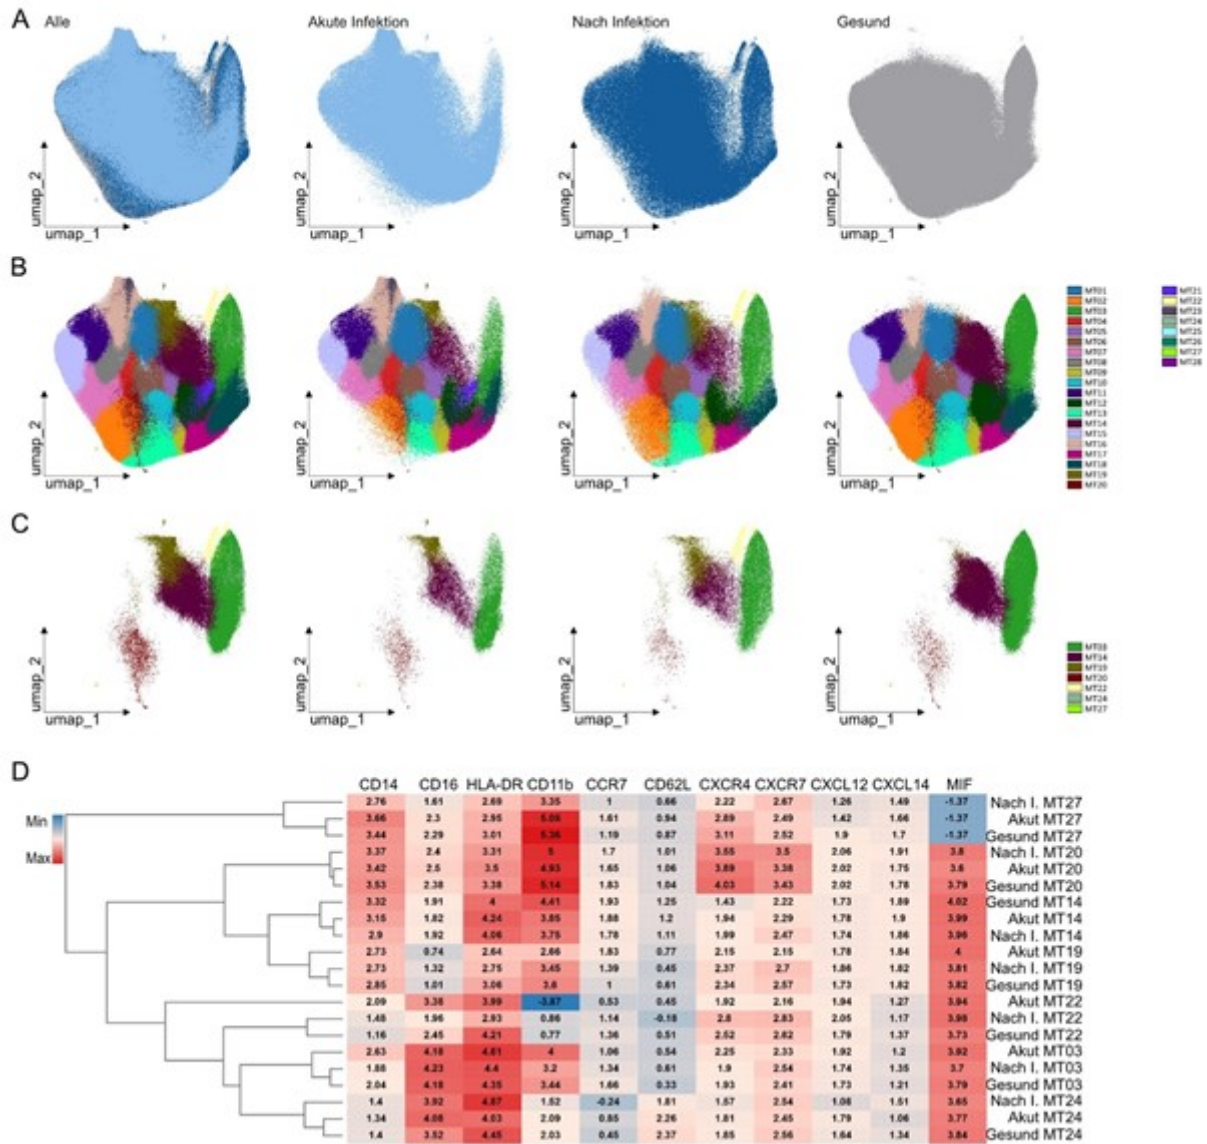 A
Alle
Akute Infektion
Nach Infektion
Gesund
umap_2
umap_2
umap_2
umap_2
umap_1
umap_1
umap_1
umap_1
B
MT01
MT02
MT03
MT04
MT05
MT06
MT07
MT08
MT09
MT10
MT11
MT12
MT13
MT14
MT15
MT16
MT17
MT18
MT19
MT20
MT21
MT22
MT23
MT24
MT25
MT26
MT27
MT28
umap_2
umap_2
umap_2
umap_2
umap_1
umap_1
umap_1
umap_1
C
MT03
MT14
MT19
MT20
MT22
MT24
MT27
umap_2
umap_2
umap_2
umap_2
umap_1
umap_1
umap_1
umap_1
D
CD14 CD16 HLA-DR CD11b CCR7 CD62L CXCR4 CXCR7 CXCL12 CXCL14 MIF
Min
Max
2.76 1.61 2.69 3.35 1 0.66 2.22 2.67 1.26 1.49 -1.37 Nach I. MT27
3.66 2.3 2.95 5.08 1.61 0.94 2.89 2.49 1.42 1.66 -1.37 Akut MT27
3.44 2.29 3.01 5.36 1.19 0.87 3.11 2.52 1.9 1.7 -1.37 Gesund MT27
3.37 2.4 3.31 5 1.7 1.01 3.55 3.5 2.06 1.91 3.8 Nach I. MT20
3.42 2.5 3.5 4.93 1.65 1.06 3.89 3.38 2.02 1.75 3.6 Akut MT20
3.53 2.38 3.38 5.14 1.83 1.04 4.03 3.43 2.02 1.78 3.79 Gesund MT20
3.32 1.91 4 4.41 1.93 1.25 1.43 2.22 1.73 1.89 4.02 Gesund MT14
3.15 1.82 4.24 3.85 1.88 1.2 1.94 2.29 1.78 1.9 3.99 Akut MT14
2.9 1.92 4.06 3.75 1.78 1.11 1.99 2.47 1.74 1.86 3.96 Nach I. MT14
2.73 0.74 2.64 2.66 1.83 0.77 2.15 2.15 1.78 1.84 4 Akut MT19
2.73 1.32 2.75 3.45 1.39 0.45 2.37 2.7 1.86 1.82 3.81 Nach I. MT19
2.85 1.01 3.06 3.6 1 0.61 2.34 2.57 1.73 1.82 3.82 Gesund MT19
2.09 3.38 3.99 -3.87 0.53 0.45 1.92 2.16 1.94 1.27 3.94 Akut MT22
1.48 1.96 2.93 0.86 1.14 -0.18 2.8 2.83 2.05 1.17 3.98 Nach I. MT22
1.16 2.45 4.21 0.77 1.36 0.51 2.52 2.62 1.79 1.37 3.73 Gesund MT22
2.63 4.18 4.61 4 1.06 0.54 2.25 2.33 1.92 1.2 3.92 Akut MT03
1.88 4.23 4.4 3.2 1.34 0.61 1.9 2.54 1.74 1.35 3.7 Nach I. MT03
2.04 4.18 4.35 3.44 1.66 0.33 1.93 2.41 1.73 1.21 3.79 Gesund MT03
1.4 3.92 4.87 1.52 -0.24 1.81 1.57 2.54 1.08 1.51 3.65 Nach I. MT24
1.34 4.08 4.03 2.09 0.85 2.26 1.81 2.45 1.79 1.06 3.77 Akut MT24
1.4 3.52 4.45 2.03 0.45 2.37 1.85 2.56 1.64 1.34 3.84 Gesund MT24